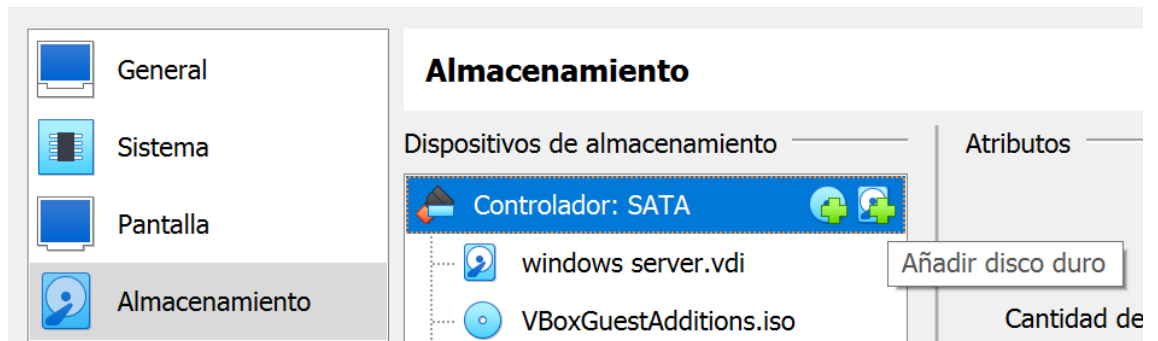 General
Sistema
Pantalla
Almacenamiento
Almacenamiento
Dispositivos de almacenamiento
Controlador: SATA
windows server.vdi
VBoxGuestAdditions.iso
Atributos
Añadir disco duro
Cantidad de